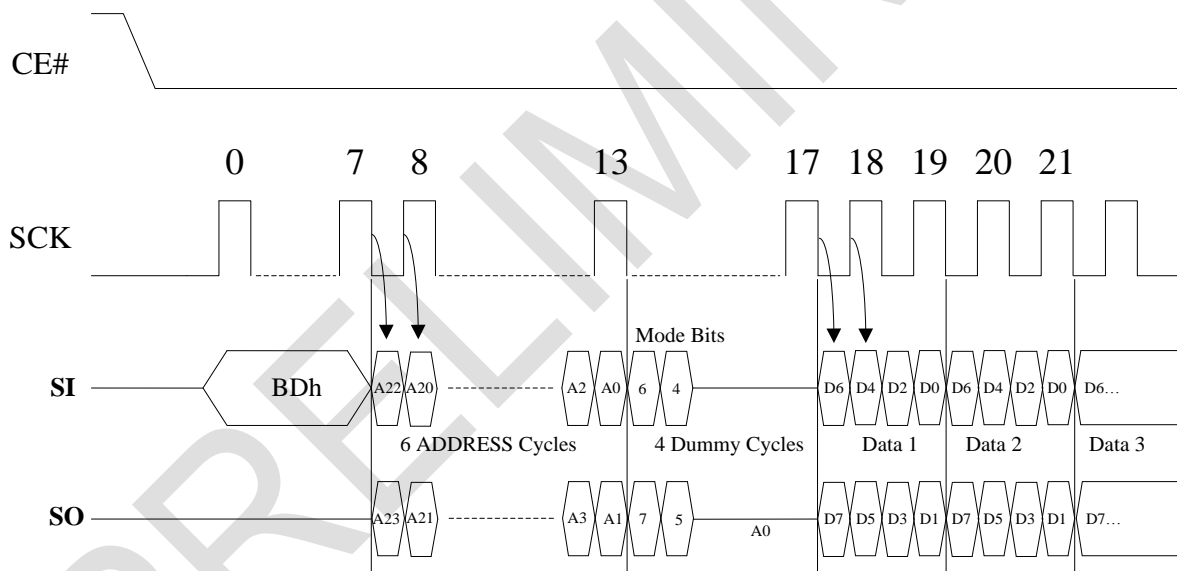 PRELIMIN
CE#
0 7 8 13 17 18 19 20 21
SCK
Mode Bits
SI BDh A22 A20 A2 A0 6 4 D6 D4 D2 D0 D6 D4 D2 D0 D6...
6 ADDRESS Cycles 4 Dummy Cycles Data 1 Data 2 Data 3
SO A23 A21 A3 A1 7 5 A0 D7 D5 D3 D1 D7 D5 D3 D1 D7...